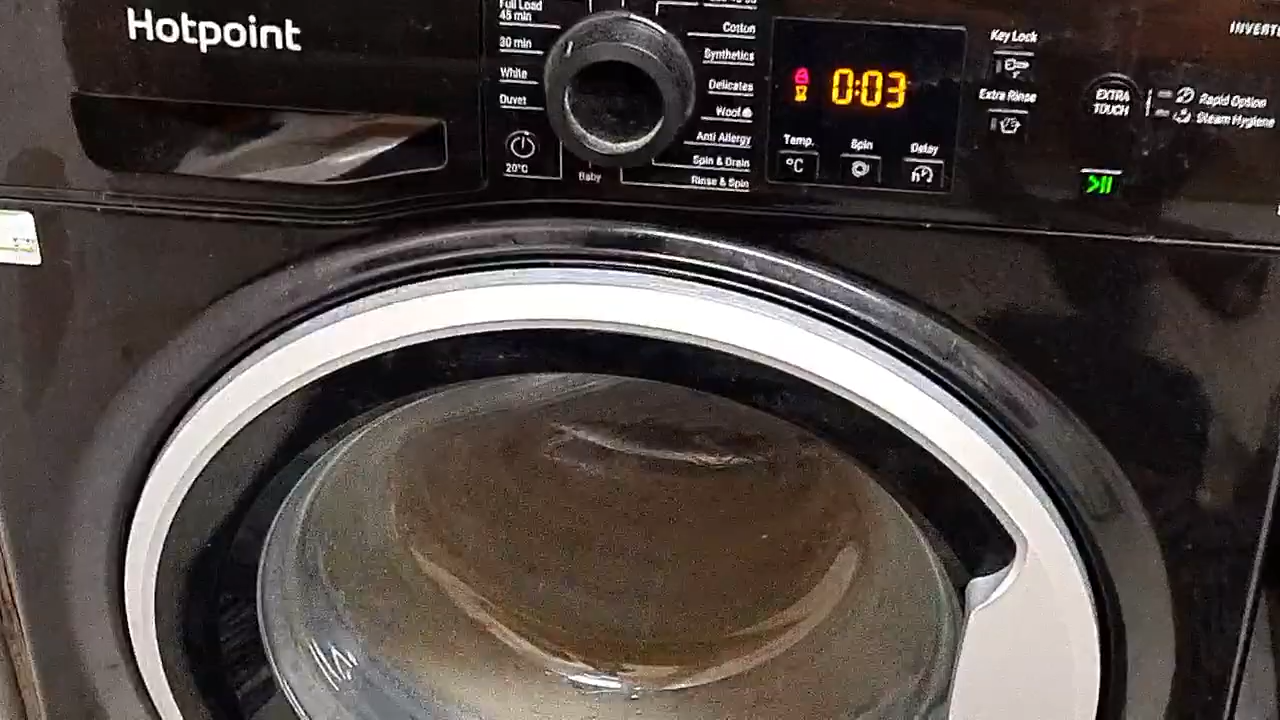 Hotpoint
Full Load
45 min
30 min
White
Duvet
20°C
Baby
Cotton
Synthetics
Delicates
Wool
Anti Allergy
Spin & Drain
Rinse & Spin
0:03
Temp.
°C
Spin
Delay
h
Key Lock
Extra Rinse
EXTRA
TOUCH
Rapid Option
Steam Hygiene